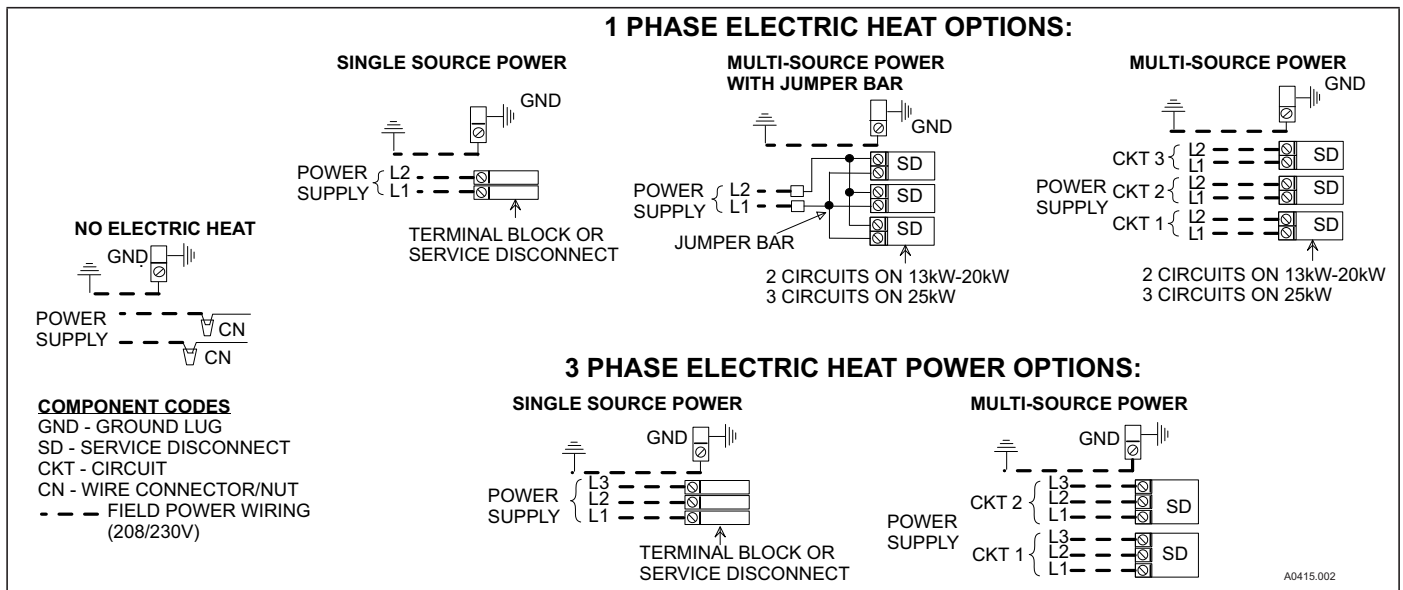 1 PHASE ELECTRIC HEAT OPTIONS:
SINGLE SOURCE POWER
GND
POWER
SUPPLY
L2
L1
TERMINAL BLOCK OR
SERVICE DISCONNECT
MULTI-SOURCE POWER
WITH JUMPER BAR
GND
POWER
SUPPLY
L2
L1
SD
SD
SD
JUMPER BAR
2 CIRCUITS ON 13kW-20kW
3 CIRCUITS ON 25kW
MULTI-SOURCE POWER
GND
POWER
SUPPLY
CKT 3
L2
L1
SD
CKT 2
L2
L1
SD
CKT 1
L2
L1
SD
2 CIRCUITS ON 13kW-20kW
3 CIRCUITS ON 25kW
NO ELECTRIC HEAT
GND
POWER
SUPPLY
CN
CN
COMPONENT CODES
GND - GROUND LUG
SD - SERVICE DISCONNECT
CKT - CIRCUIT
CN - WIRE CONNECTOR/NUT
FIELD POWER WIRING
(208/230V)
3 PHASE ELECTRIC HEAT POWER OPTIONS:
SINGLE SOURCE POWER
GND
POWER
SUPPLY
L3
L2
L1
TERMINAL BLOCK OR
SERVICE DISCONNECT
MULTI-SOURCE POWER
GND
POWER
SUPPLY
CKT 2
L3
L2
L1
SD
CKT 1
L3
L2
L1
SD
A0415.002